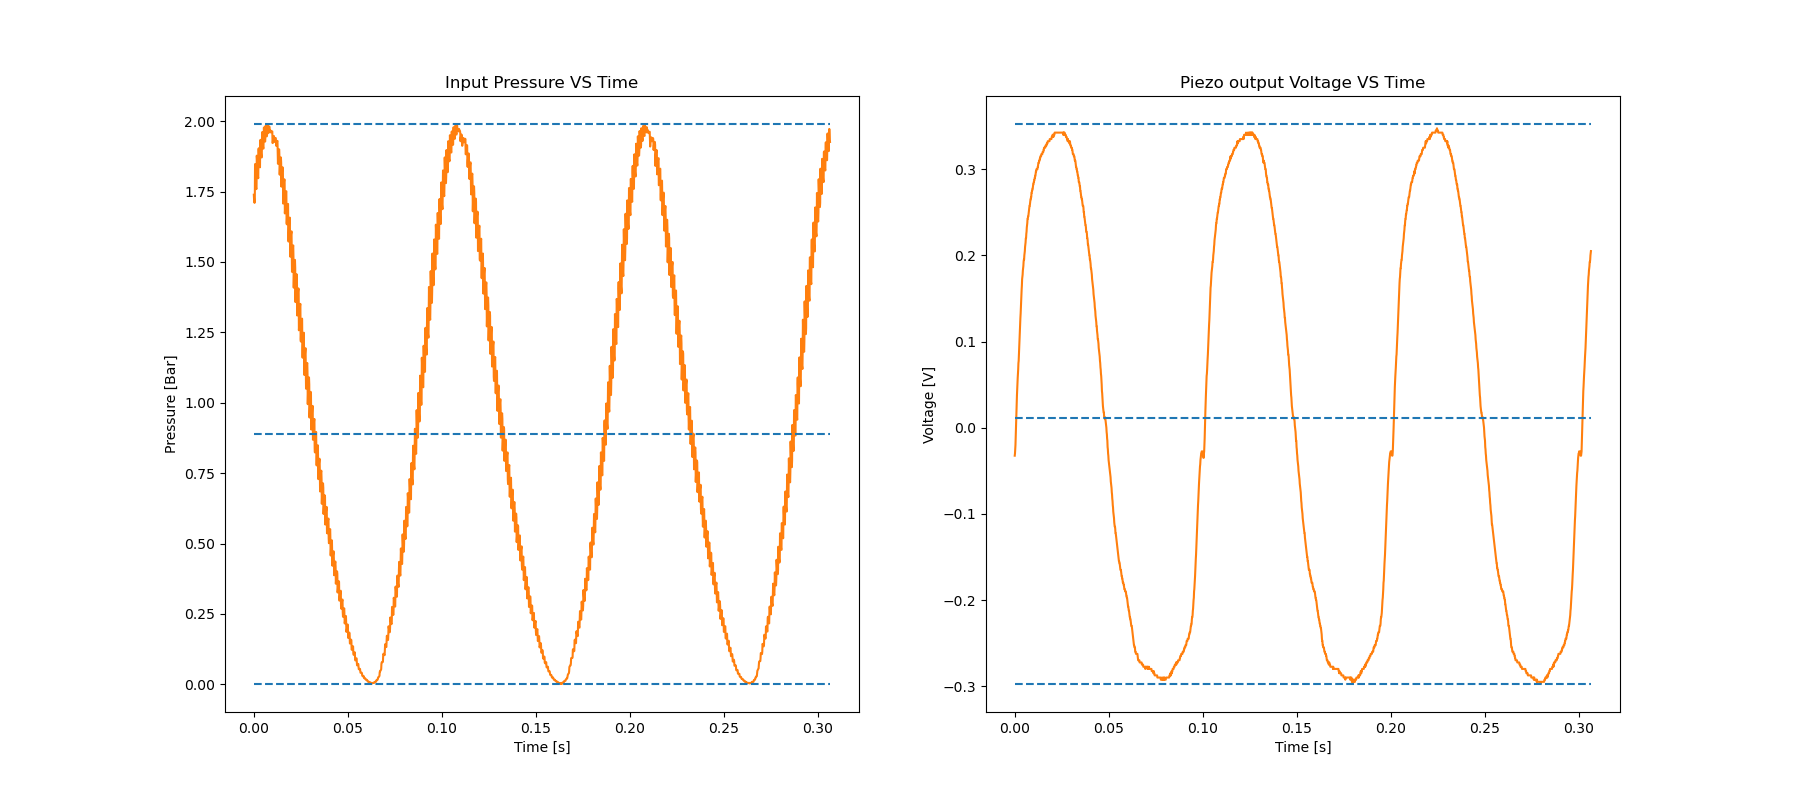 Input Pressure VS Time
Pressure [Bar]
2.00
1.75
1.50
1.25
1.00
0.75
0.50
0.25
0.00
0.00 0.05 0.10 0.15 0.20 0.25 0.30
Time [s]
Piezo output Voltage VS Time
Voltage [V]
0.3
0.2
0.1
0.0
−0.1
−0.2
−0.3
0.00 0.05 0.10 0.15 0.20 0.25 0.30
Time [s]